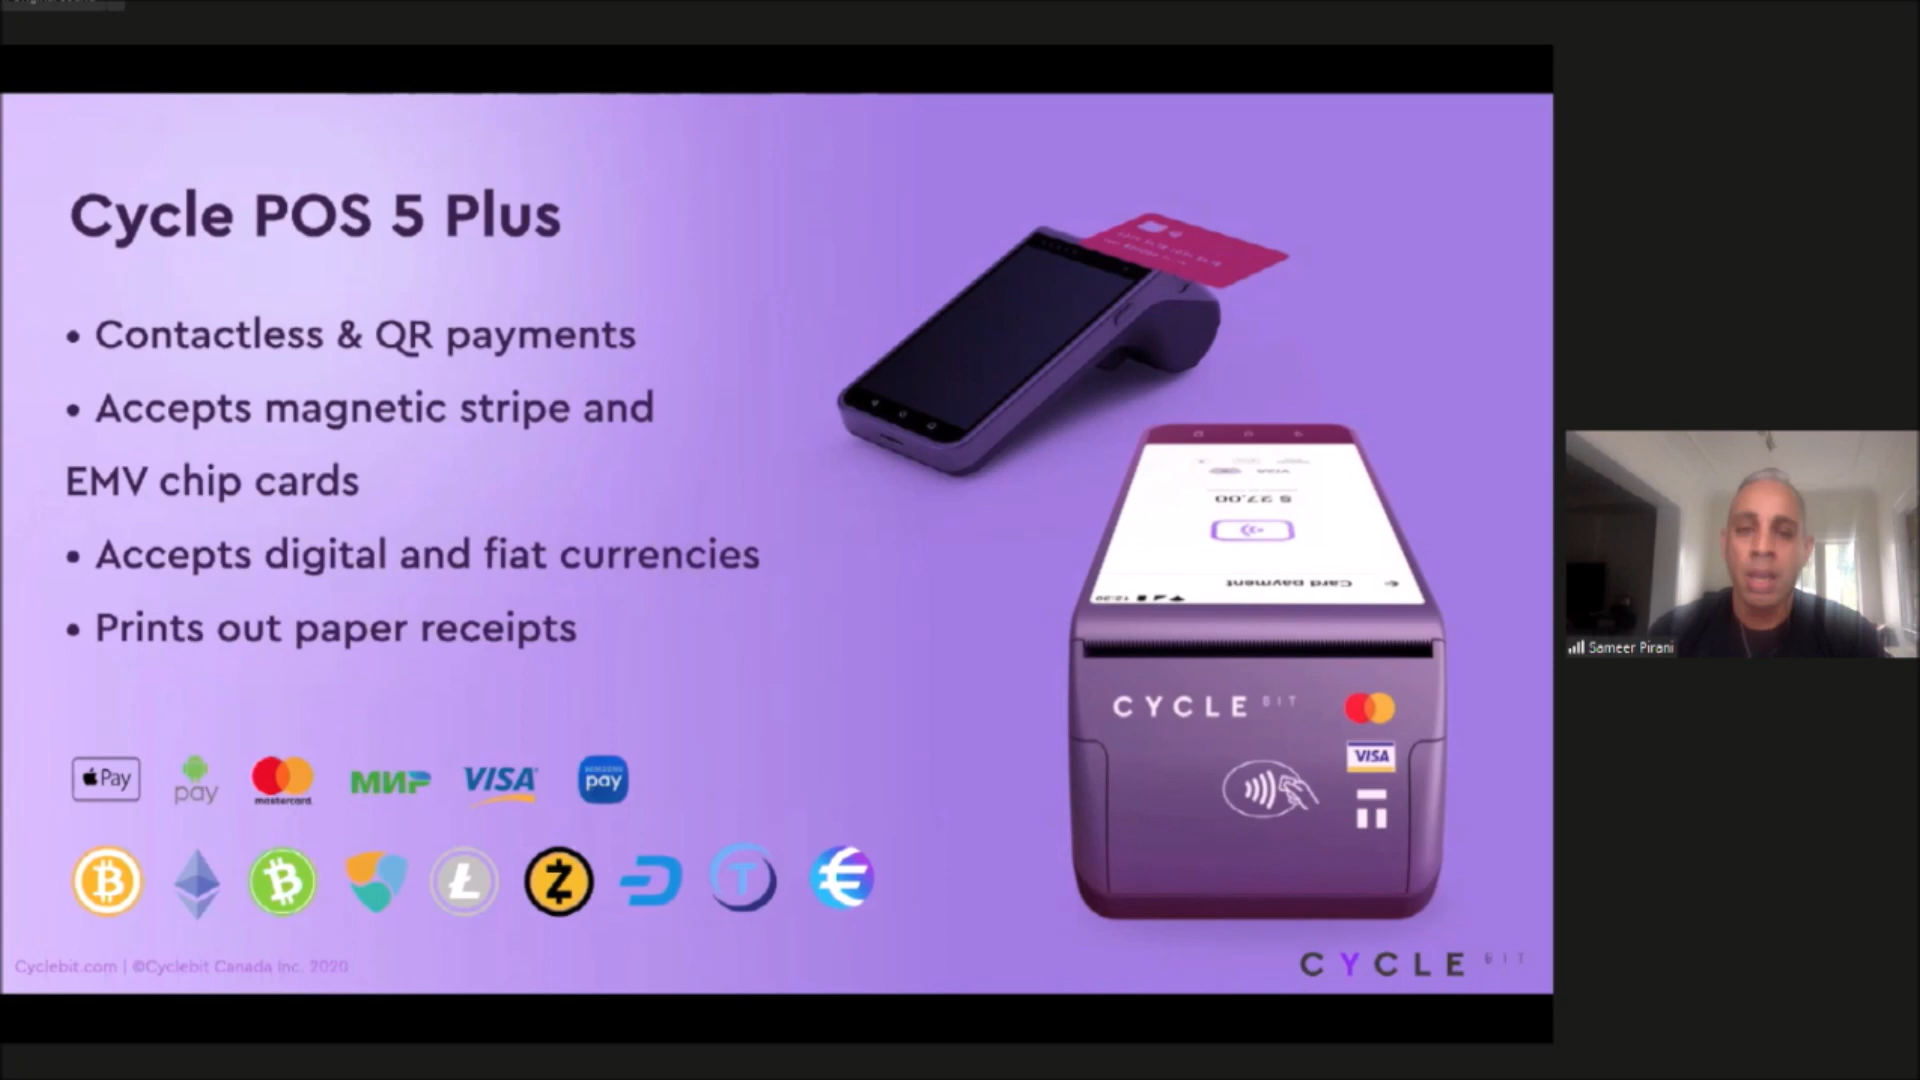 Cycle POS 5 Plus
• Contactless & QR payments
• Accepts magnetic stripe and
EMV chip cards
• Accepts digital and fiat currencies
• Prints out paper receipts
Pay
pay
mastercard
МИР
VISA
SAMSUNG
pay
Cyclebit.com | ©Cyclebit Canada Inc. 2020
$ 27.00
Card payment
CYCLE BIT
VISA
CYCLE BIT
Sameer Pirani